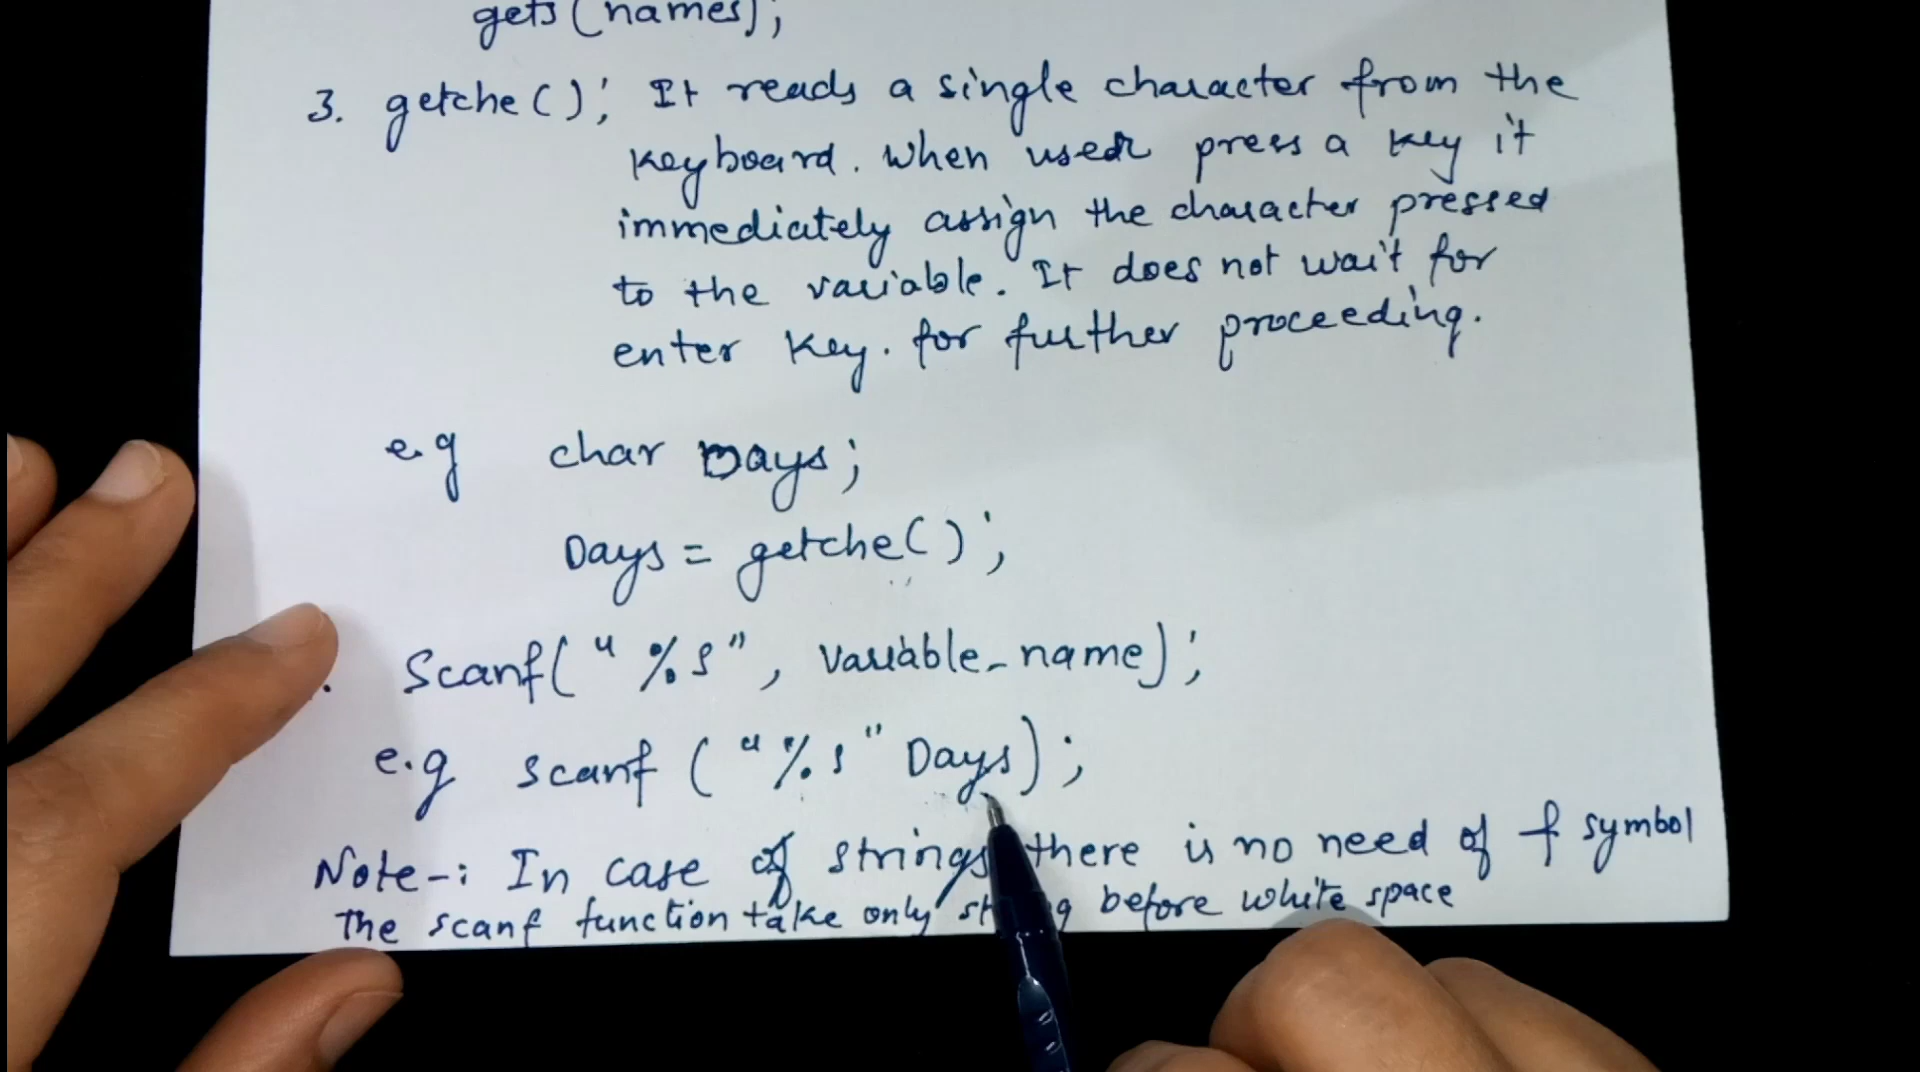 gets(names);
3. getche(); It reads a single character from the
keyboard. When user press a key it
immediately assign the character pressed
to the variable. It does not wait for
enter key. for further proceeding.
e.g char Days;
Days = getche();
. Scanf("%s", variable_name);
e.g scanf ("%s" Days);
Note-: In case of strings there is no need of f symbol
The scanf function take only before white space